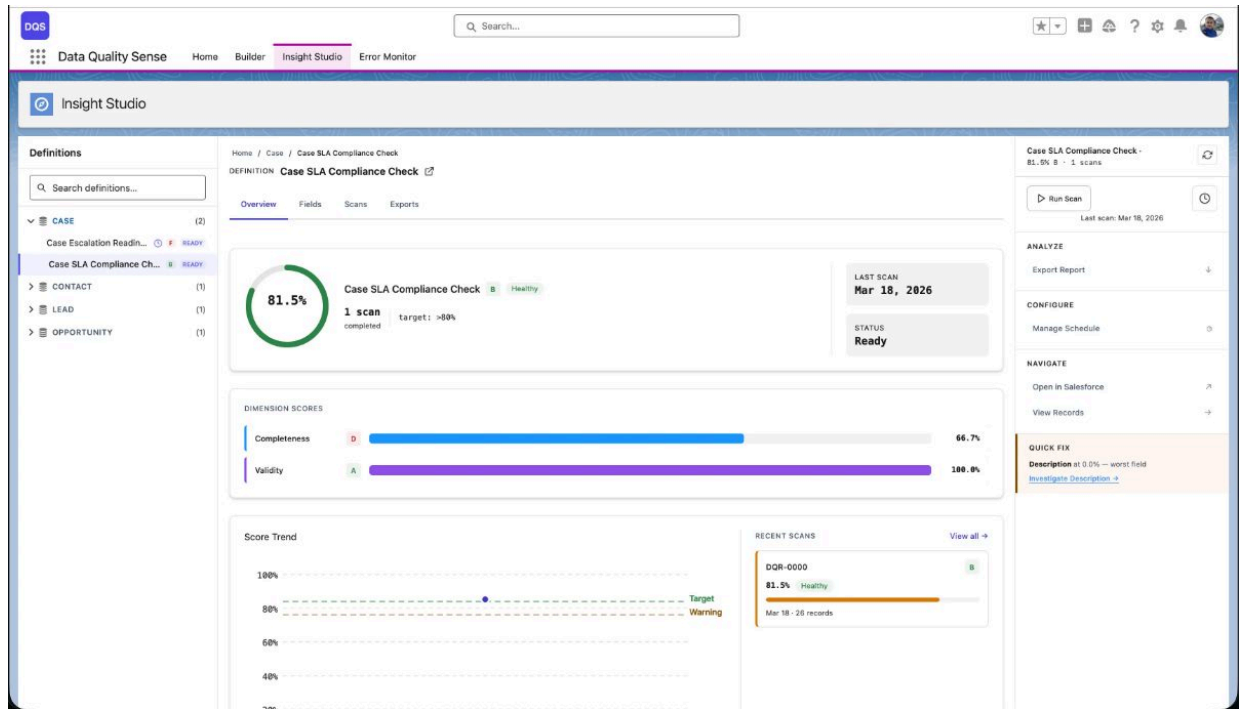 DQS
Search...
Data Quality Sense
Home
Builder
Insight Studio
Error Monitor
Insight Studio
Definitions
Search definitions...
CASE (2)
Case Escalation Readin... F READY
Case SLA Compliance Ch... B READY
CONTACT (1)
LEAD (1)
OPPORTUNITY (1)
Home / Case / Case SLA Compliance Check
DEFINITION Case SLA Compliance Check
Overview
Fields
Scans
Exports
81.5%
Case SLA Compliance Check B Healthy
1 scan
completed
target: >80%
LAST SCAN
Mar 18, 2026
STATUS
Ready
DIMENSION SCORES
Completeness D 66.7%
Validity A 100.0%
Score Trend
100%
80%
60%
40%
20%
Target
Warning
RECENT SCANS
View all →
DQR-0000 B
81.5% Healthy
Mar 18 · 26 records
Case SLA Compliance Check ·
81.5% B · 1 scans
Run Scan
Last scan: Mar 18, 2026
ANALYZE
Export Report
CONFIGURE
Manage Schedule
NAVIGATE
Open in Salesforce
View Records
QUICK FIX
Description at 0.0% — worst field
Investigate Description →